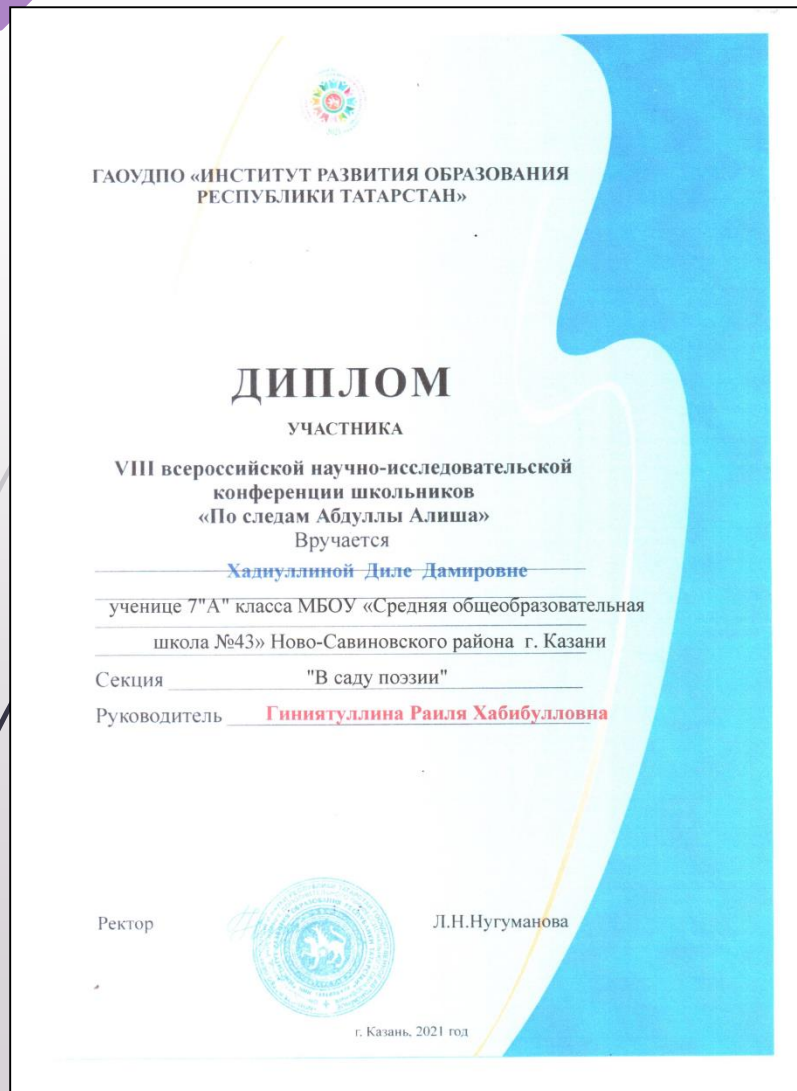 ГАОУДПО «ИНСТИТУТ РАЗВИТИЯ ОБРАЗОВАНИЯ
РЕСПУБЛИКИ ТАТАРСТАН»
ДИПЛОМ
УЧАСТНИКА
VIII всероссийской научно-исследовательской
конференции школьников
«По следам Абдуллы Алиша»
Вручается
Хадиуллиной Диле Дамировне
ученице 7"А" класса МБОУ «Средняя общеобразовательная
школа №43» Ново-Савиновского района г. Казани
Секция "В саду поэзии"
Руководитель Гиниятуллина Раиля Хабибулловна
Ректор Л.Н.Нугуманова
г. Казань, 2021 год